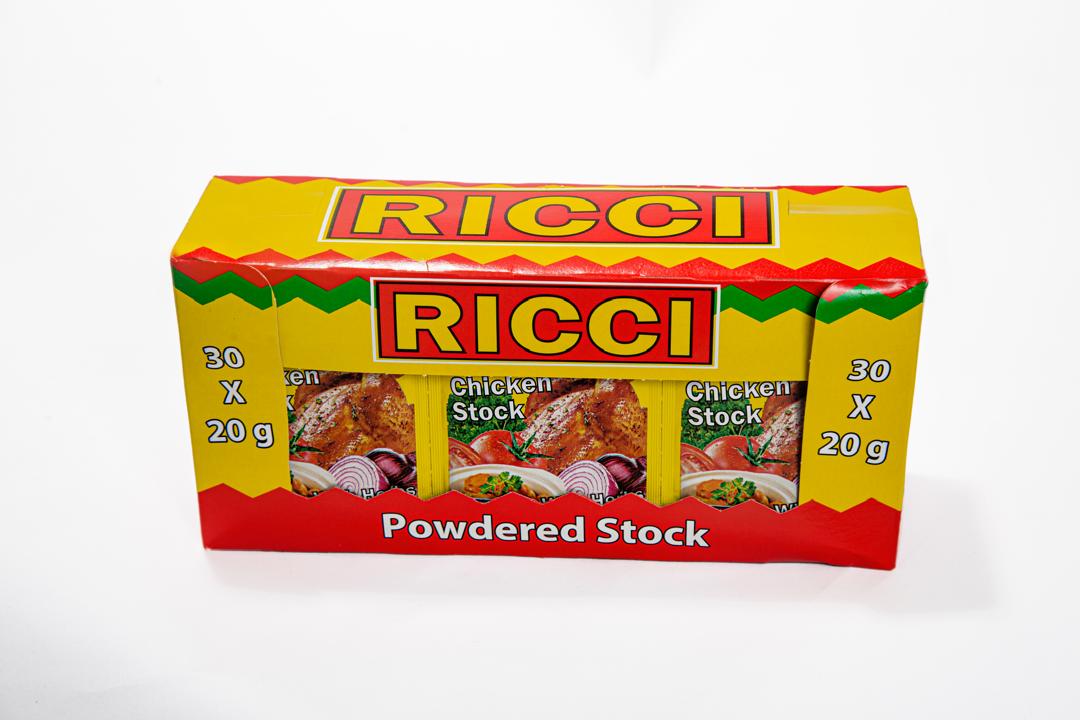 RICCI
RICCI
30
X
20 g
30
X
20 g
Chicken
Stock
Chicken
Stock
Powdered Stock